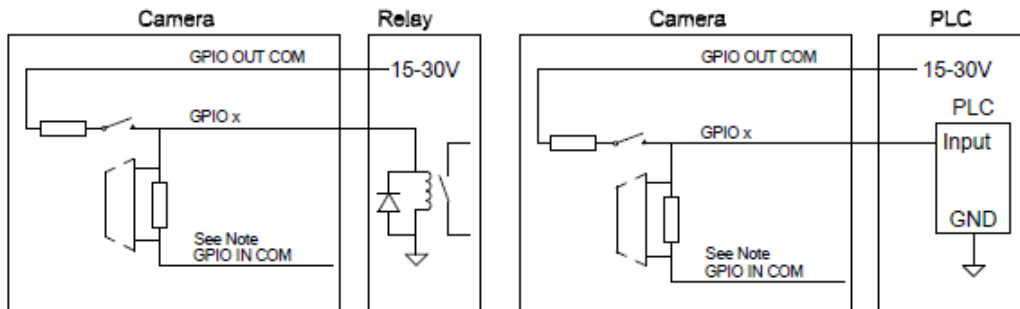 Camera
Relay
GPIO OUT COM
15-30V
GPIO x
See Note
GPIO IN COM
Camera
PLC
GPIO OUT COM
15-30V
PLC
GPIO x
Input
GND
See Note
GPIO IN COM